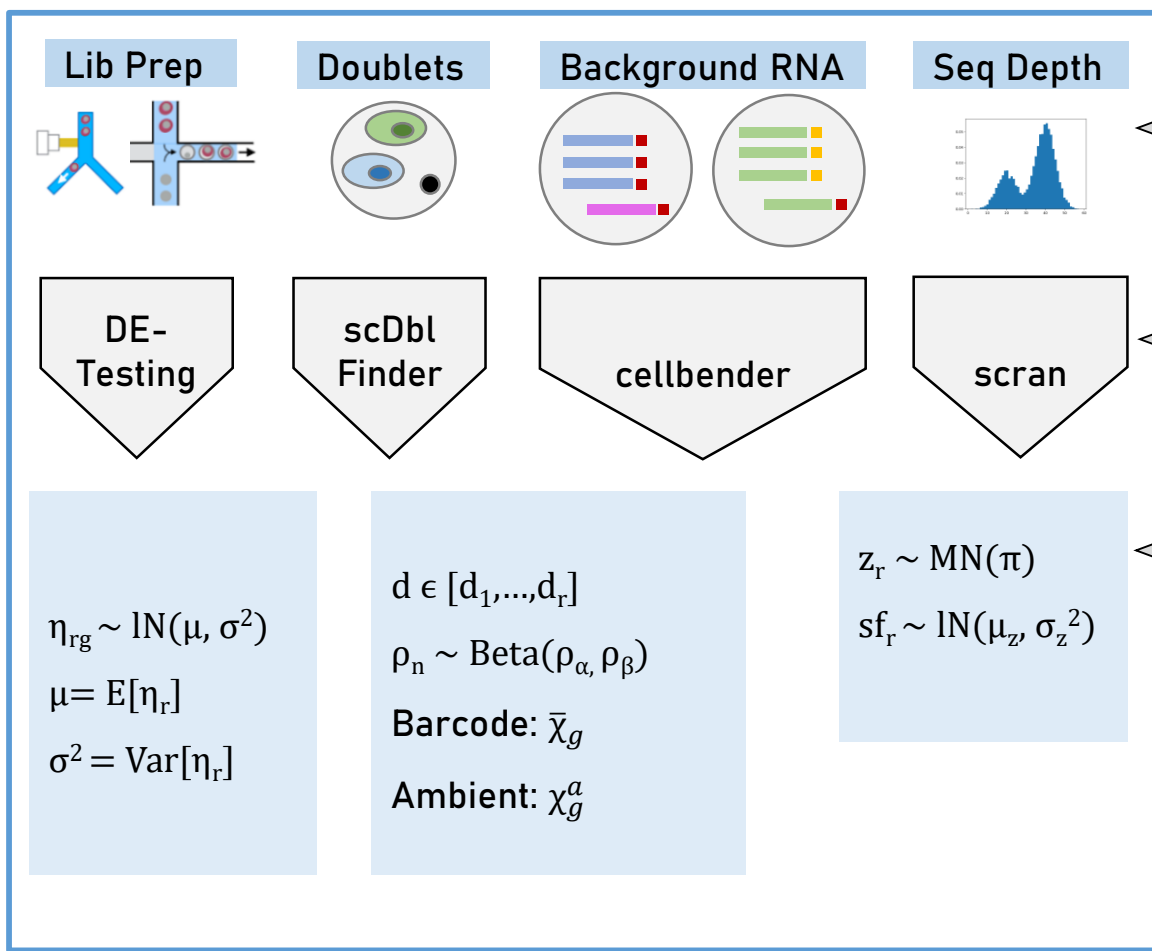 Lib Prep
Doublets
Background RNA
Seq Depth
DE-
Testing
scDbl
Finder
cellbender
scran
η_rg ~ lN(μ, σ²)
μ= E[η_r]
σ² = Var[η_r]
d ϵ [d₁,…,d_r]
ρ_n ~ Beta(ρ_α, ρ_β)
Barcode: χ̄_g
Ambient: χ_g^a
z_r ~ MN(π)
sf_r ~ lN(μ_z, σ_z²)